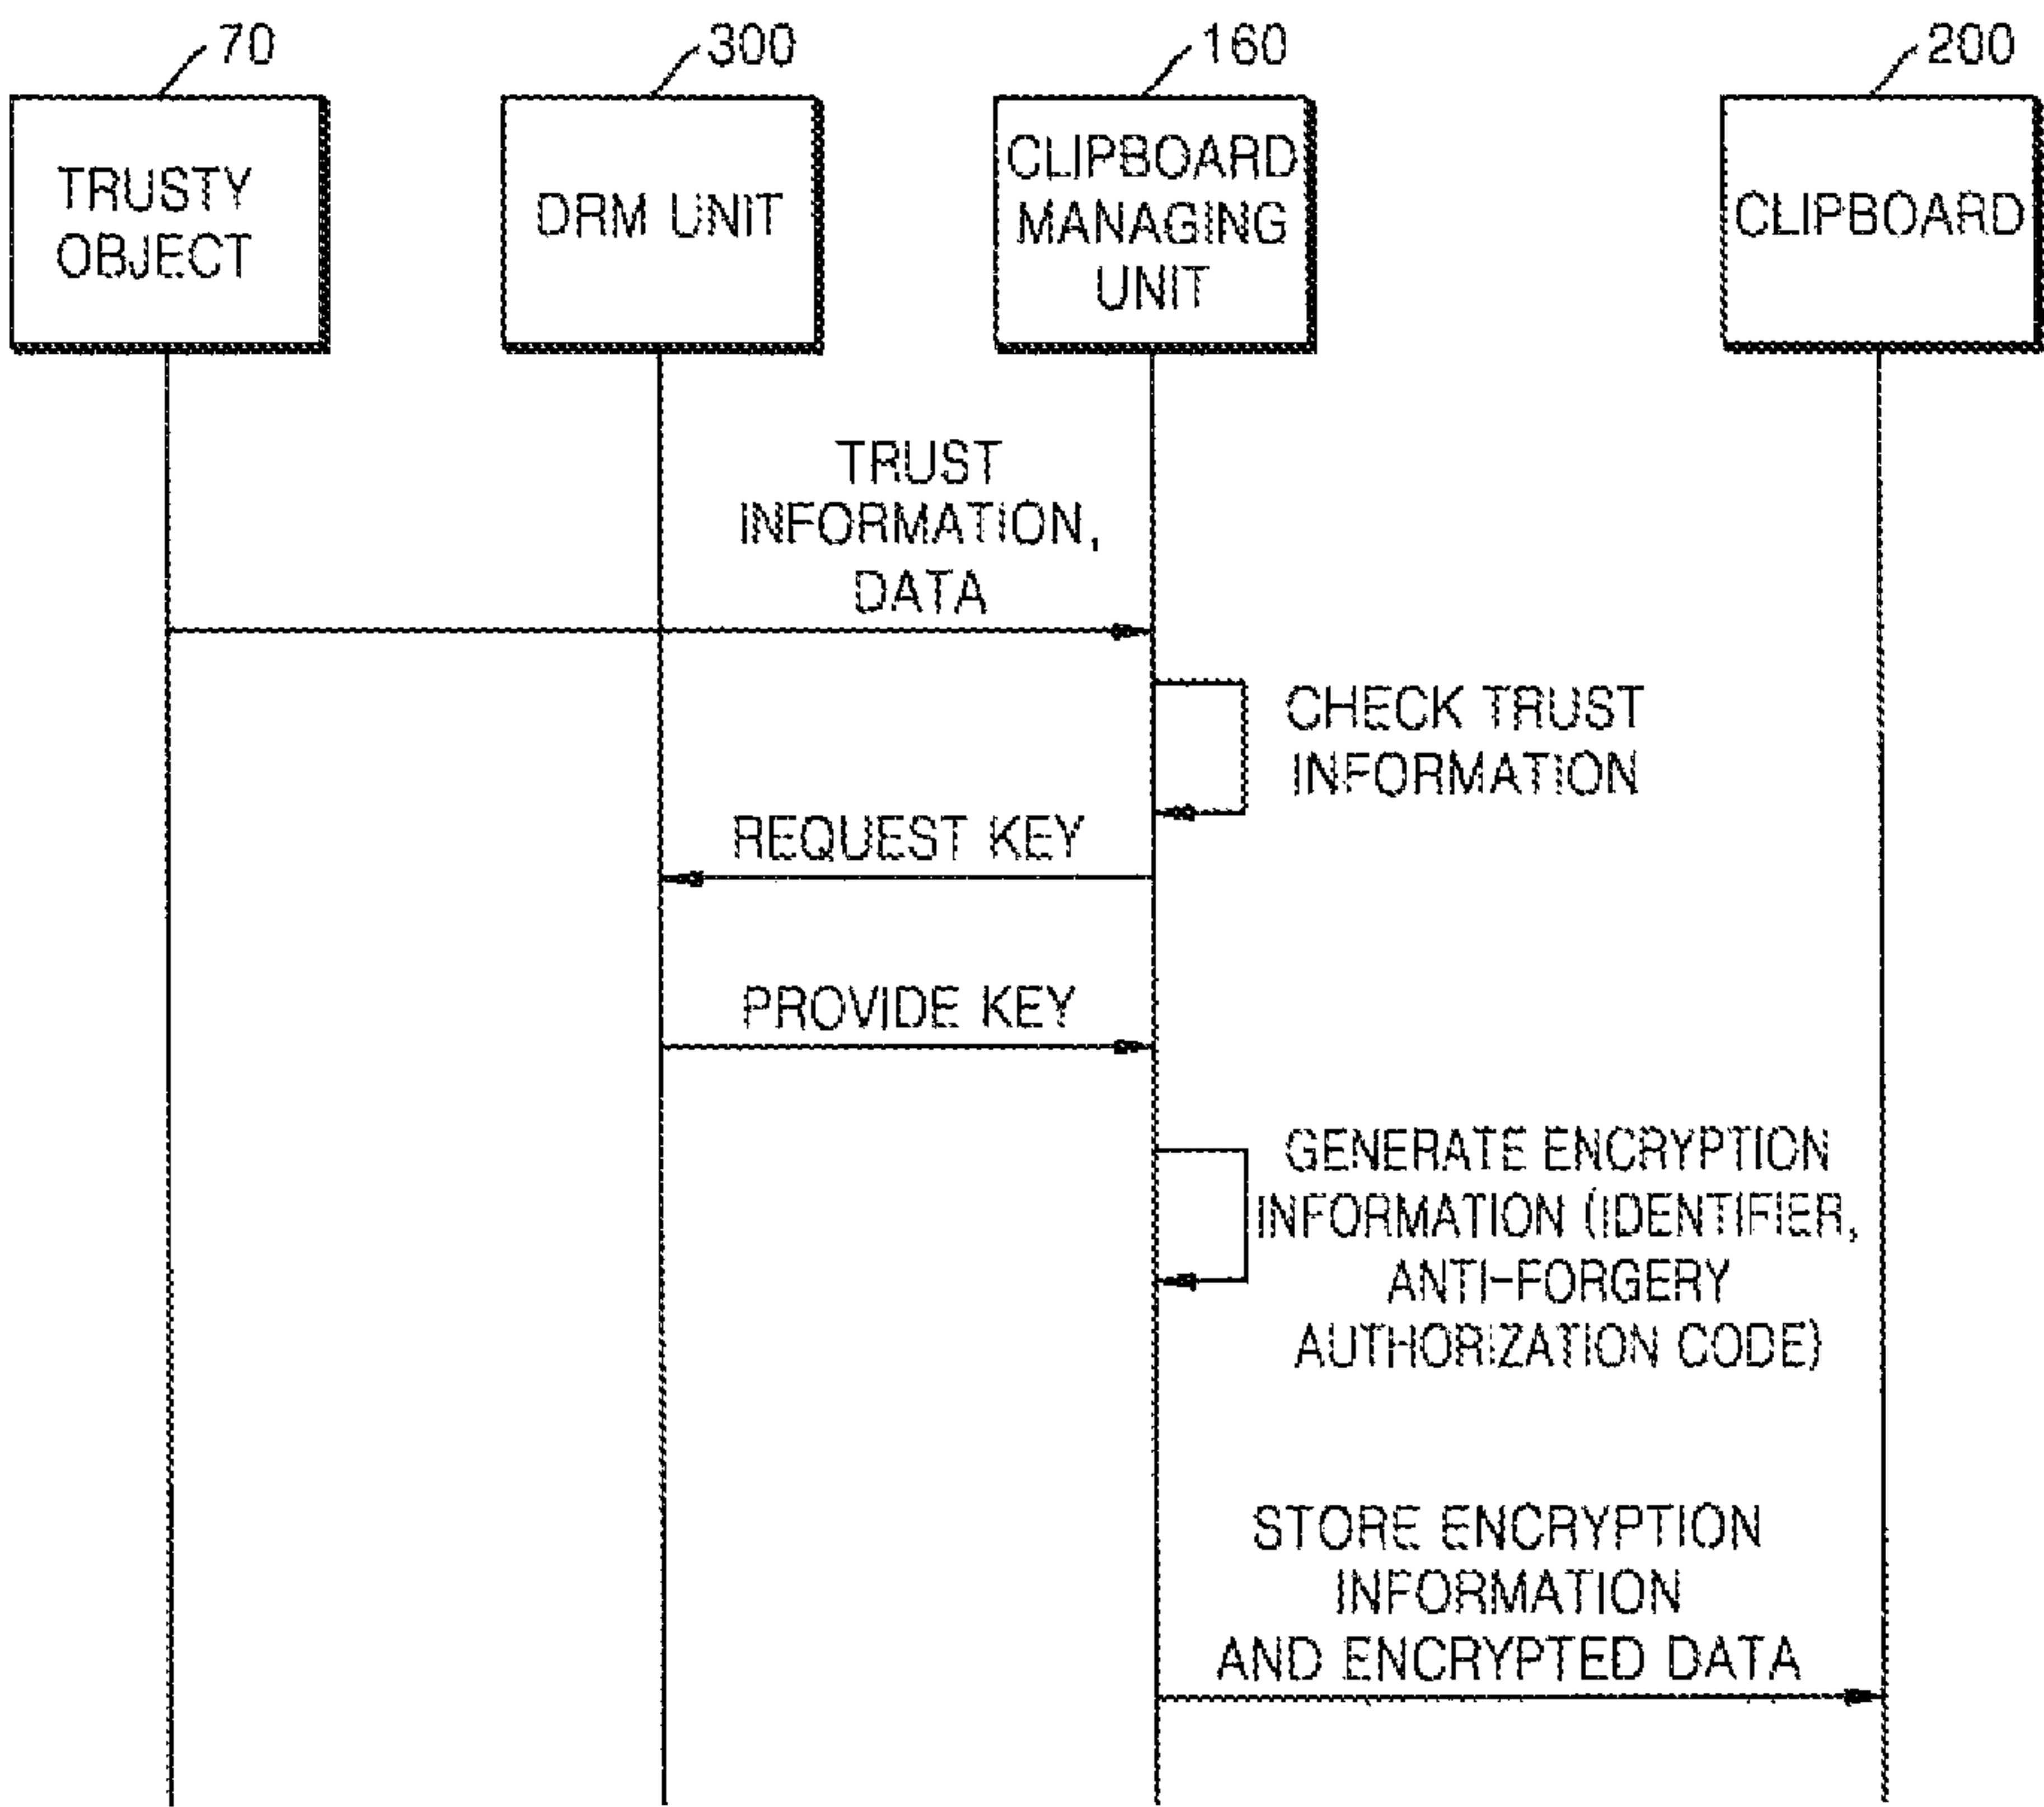 70
300
160
200
TRUSTY
OBJECT
DRM UNIT
CLIPBOARD
MANAGING
UNIT
CLIPBOARD
TRUST
INFORMATION,
DATA
CHECK TRUST
INFORMATION
REQUEST KEY
PROVIDE KEY
GENERATE ENCRYPTION
INFORMATION (IDENTIFIER,
ANTI-FORGERY
AUTHORIZATION CODE)
STORE ENCRYPTION
INFORMATION
AND ENCRYPTED DATA